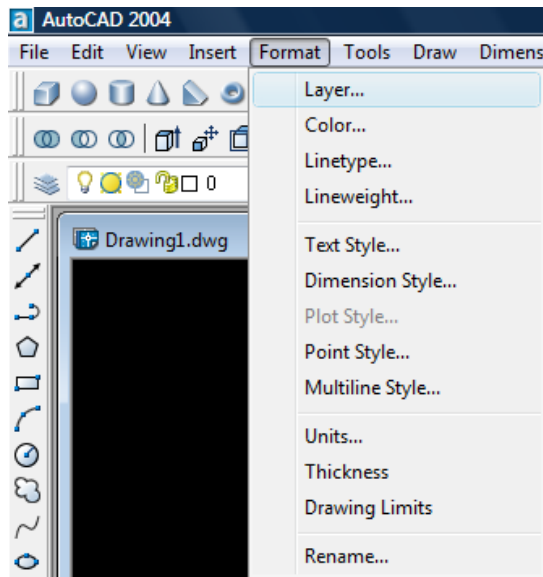 a AutoCAD 2004
File Edit View Insert Format Tools Draw Dimens
Layer...
Color...
Linetype...
Lineweight...
0
Drawing1.dwg
Text Style...
Dimension Style...
Plot Style...
Point Style...
Multiline Style...
Units...
Thickness
Drawing Limits
Rename...